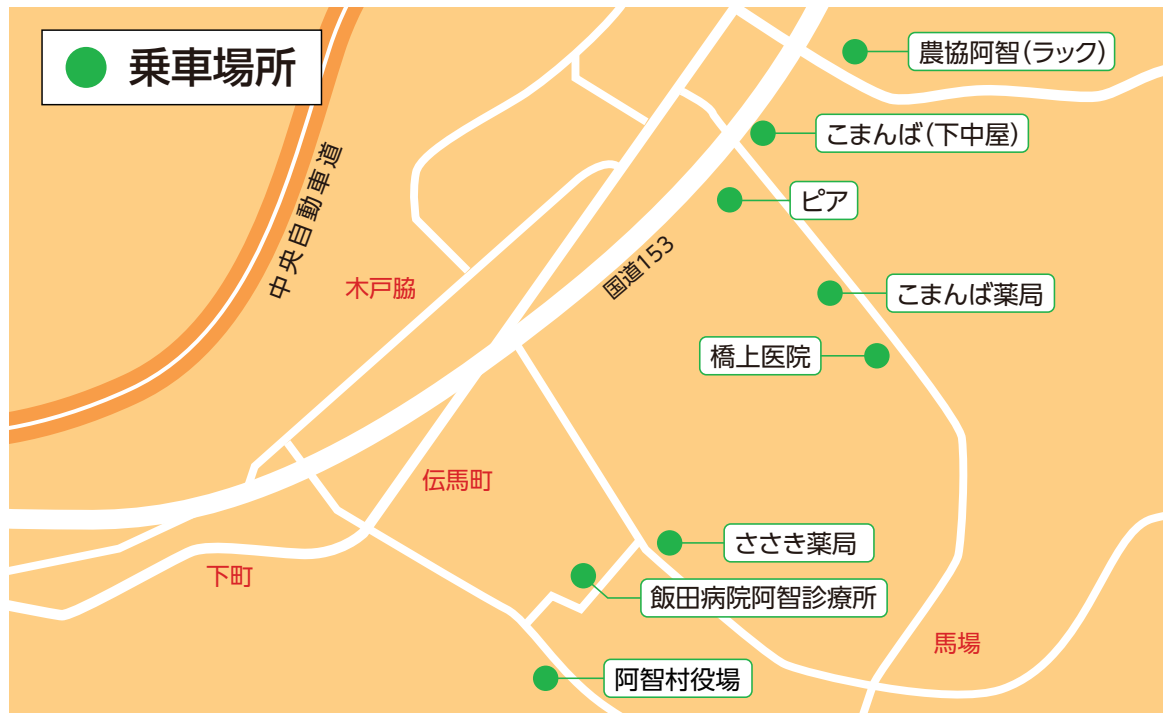 乗車場所
農協阿智(ラック)
こまんば(下中屋)
ピア
中央自動車道
国道153
木戸脇
こまんば薬局
橋上医院
伝馬町
ささき薬局
下町
飯田病院阿智診療所
馬場
阿智村役場